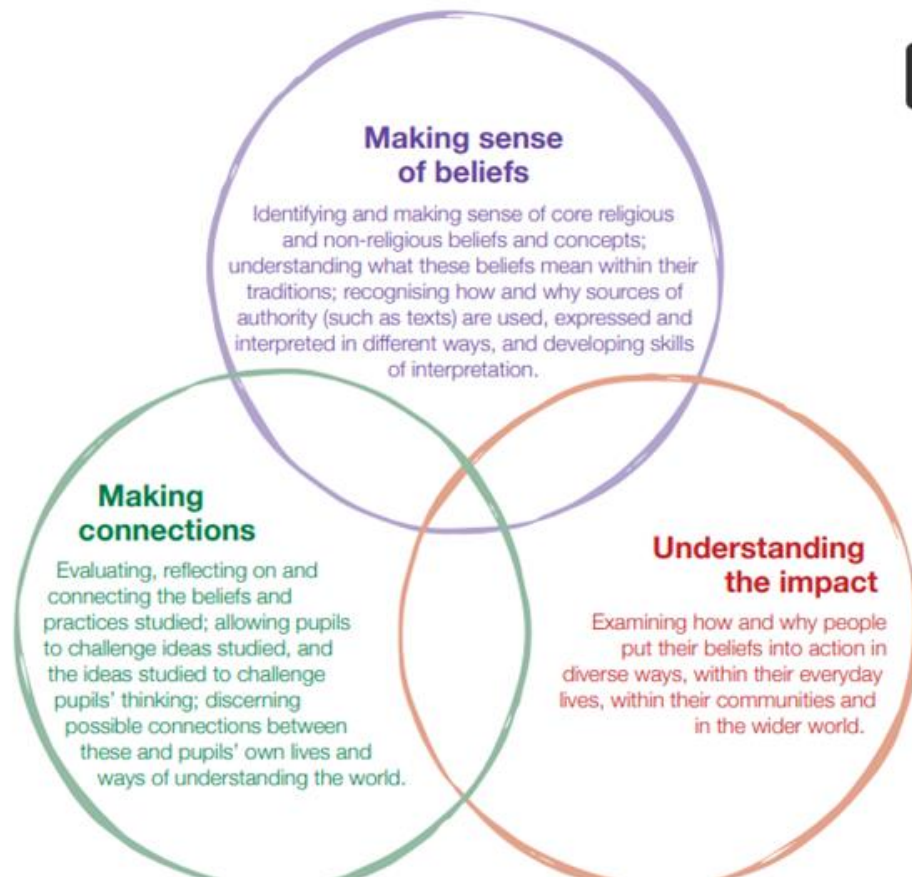 Making sense
of beliefs
Identifying and making sense of core religious
and non-religious beliefs and concepts;
understanding what these beliefs mean within their
traditions; recognising how and why sources of
authority (such as texts) are used, expressed and
interpreted in different ways, and developing skills
of interpretation.
Making
connections
Evaluating, reflecting on and
connecting the beliefs and
practices studied; allowing pupils
to challenge ideas studied, and
the ideas studied to challenge
pupils' thinking; discerning
possible connections between
these and pupils' own lives and
ways of understanding the world.
Understanding
the impact
Examining how and why people
put their beliefs into action in
diverse ways, within their everyday
lives, within their communities and
in the wider world.